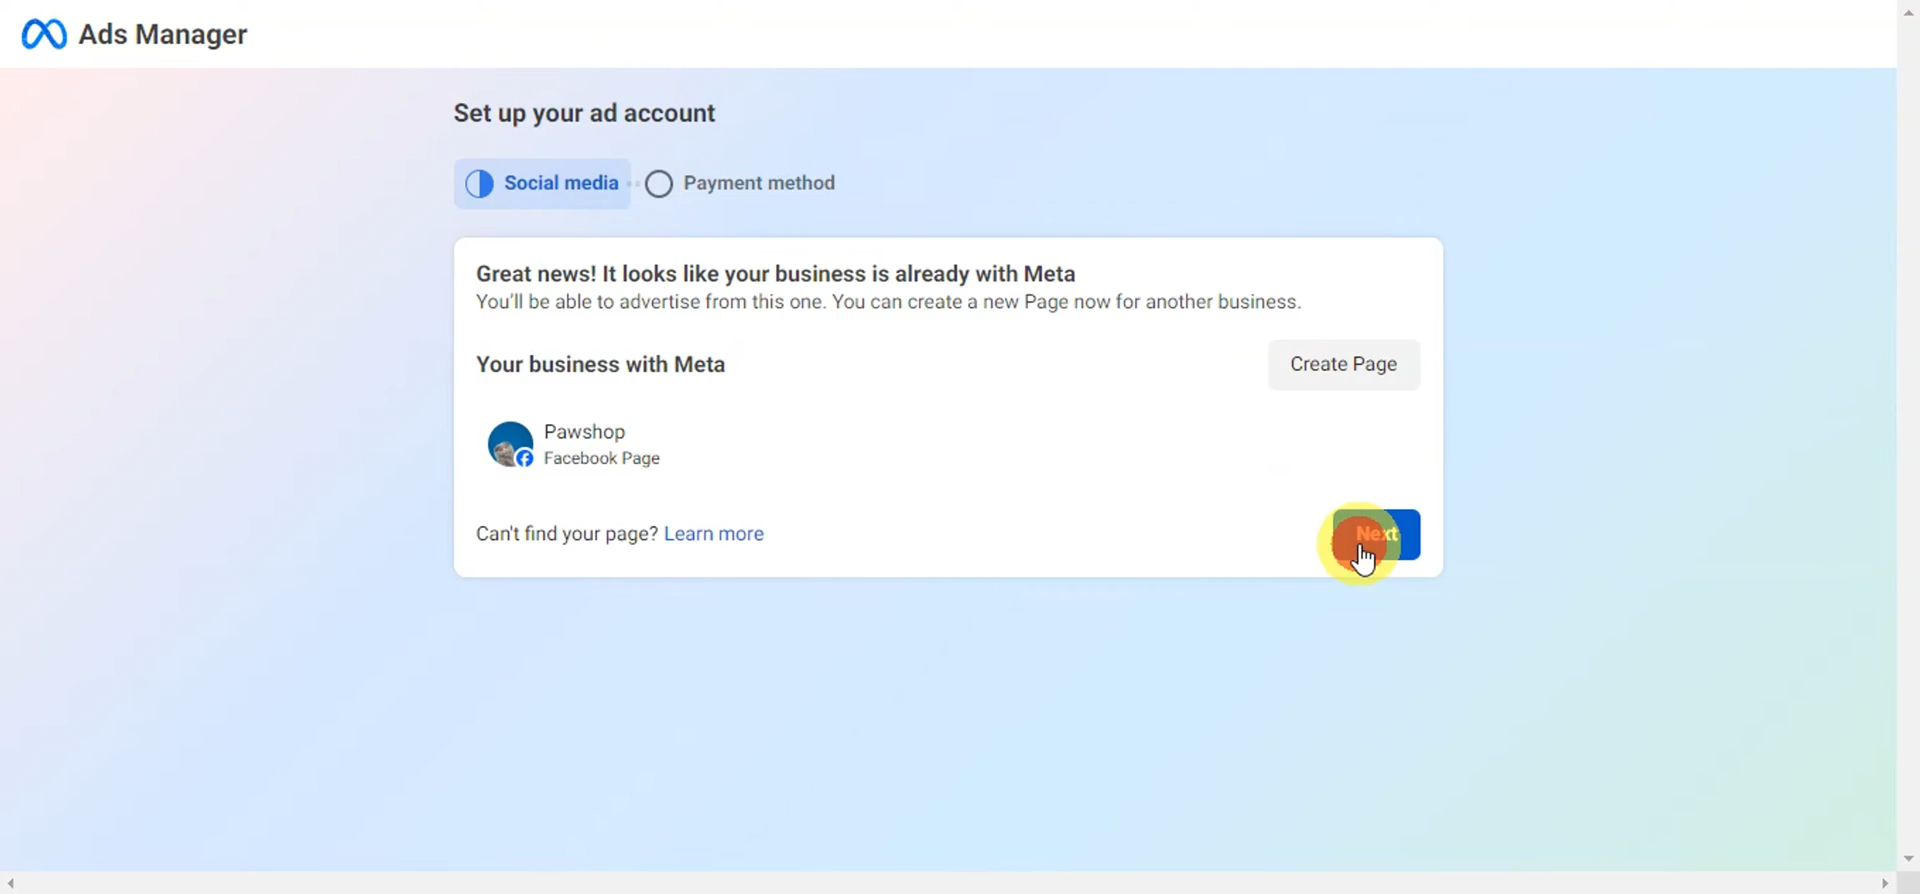 Ads Manager
Set up your ad account
Social media
Payment method
Great news! It looks like your business is already with Meta
You'll be able to advertise from this one. You can create a new Page now for another business.
Your business with Meta
Create Page
Pawshop
Facebook Page
Can't find your page? Learn more
Next